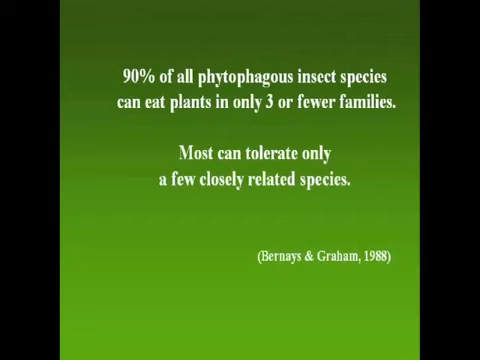 90% of all phytophagous insect species
can eat plants in only 3 or fewer families.
Most can tolerate only
a few closely related species.
(Bernays & Graham, 1988)